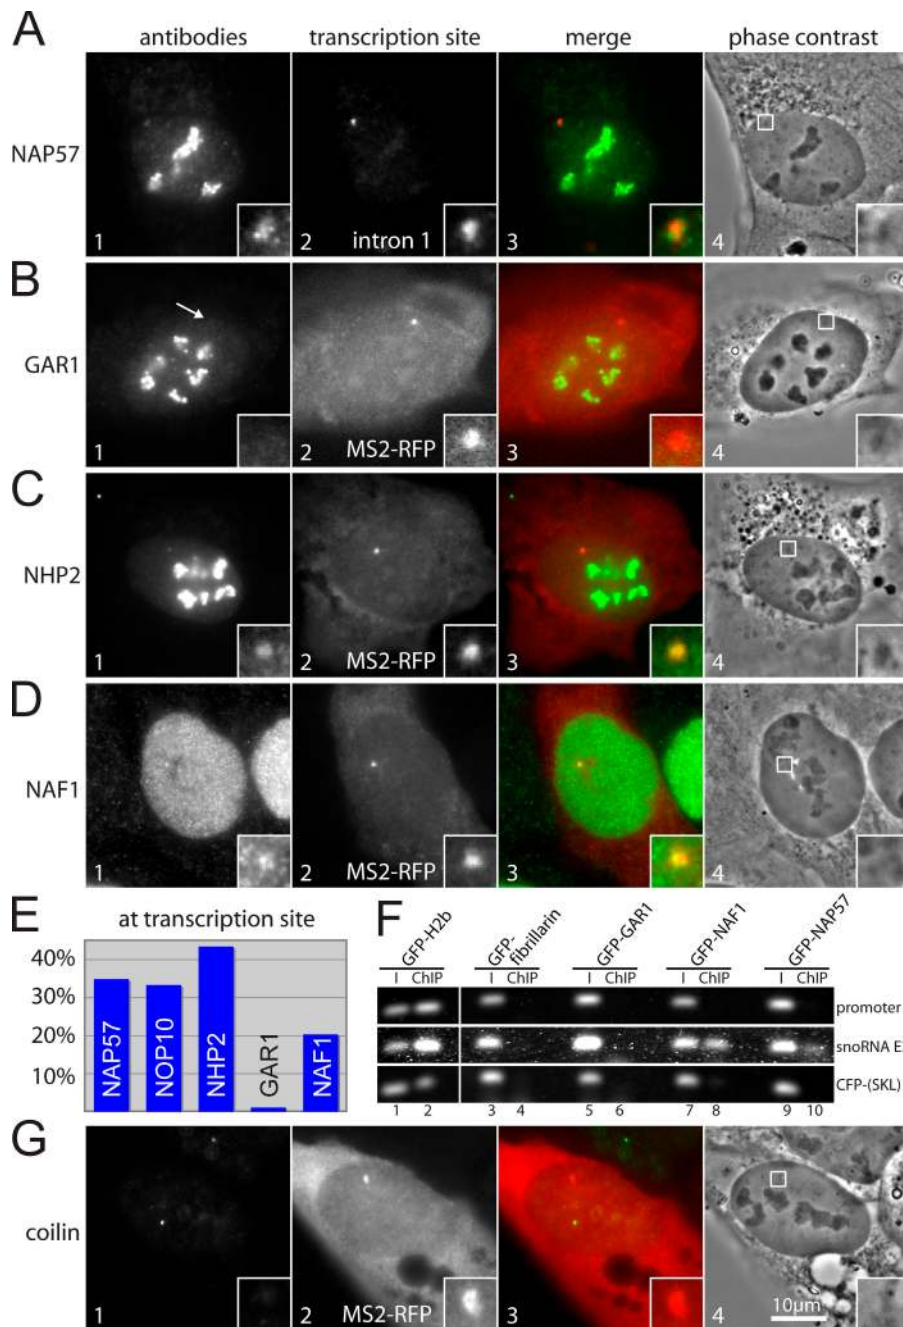 A
antibodies transcription site merge phase contrast
NAP57
1 2 intron 1 3 4
B
GAR1
1 2 MS2-RFP 3 4
C
NHP2
1 2 MS2-RFP 3 4
D
NAF1
1 2 MS2-RFP 3 4
E
at transcription site
40%
30%
20%
10%
NAP57 NOP10 NHP2 GAR1 NAF1
F
GFP-H2b GFP-fibrillarin GFP-GAR1 GFP-NAF1 GFP-NAP57
I ChIP I ChIP I ChIP I ChIP I ChIP
promoter
snoRNA E
CFP-(SKL)
1 2 3 4 5 6 7 8 9 10
G
coilin
1 2 MS2-RFP 3 4
10µm